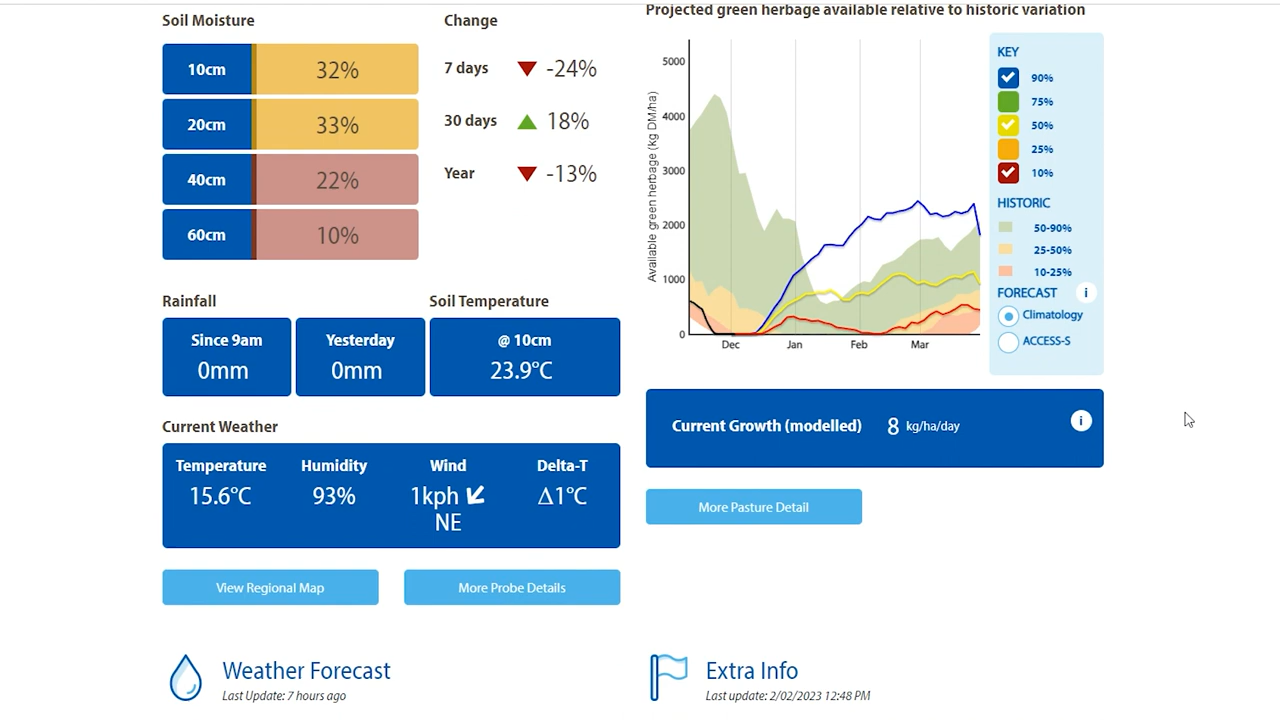 Soil Moisture
Change
10cm 32%
20cm 33%
40cm 22%
60cm 10%
7 days -24%
30 days 18%
Year -13%
Rainfall
Soil Temperature
Since 9am
0mm
Yesterday
0mm
@ 10cm
23.9°C
Current Weather
Temperature
15.6°C
Humidity
93%
Wind
1kph
NE
Delta-T
Δ1°C
View Regional Map
More Probe Details
Projected green herbage available relative to historic variation
Available green herbage (kg DM/ha)
5000
4000
3000
2000
1000
0
Dec Jan Feb Mar
KEY
90%
75%
50%
25%
10%
HISTORIC
50-90%
25-50%
10-25%
FORECAST i
Climatology
ACCESS-S
Current Growth (modelled) 8 kg/ha/day i
More Pasture Detail
Weather Forecast
Last Update: 7 hours ago
Extra Info
Last update: 2/02/2023 12:48 PM